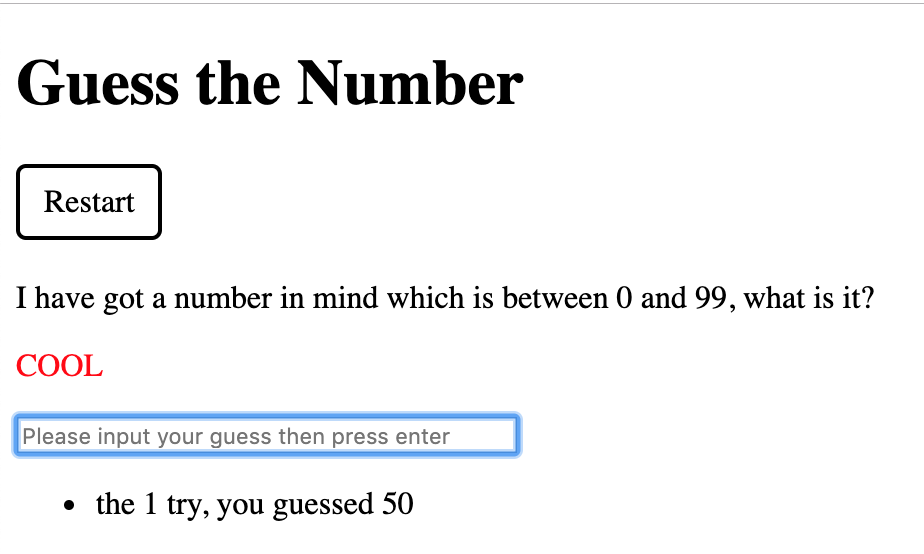 Guess the Number
Restart
I have got a number in mind which is between 0 and 99, what is it?
COOL
Please input your guess then press enter
• the 1 try, you guessed 50